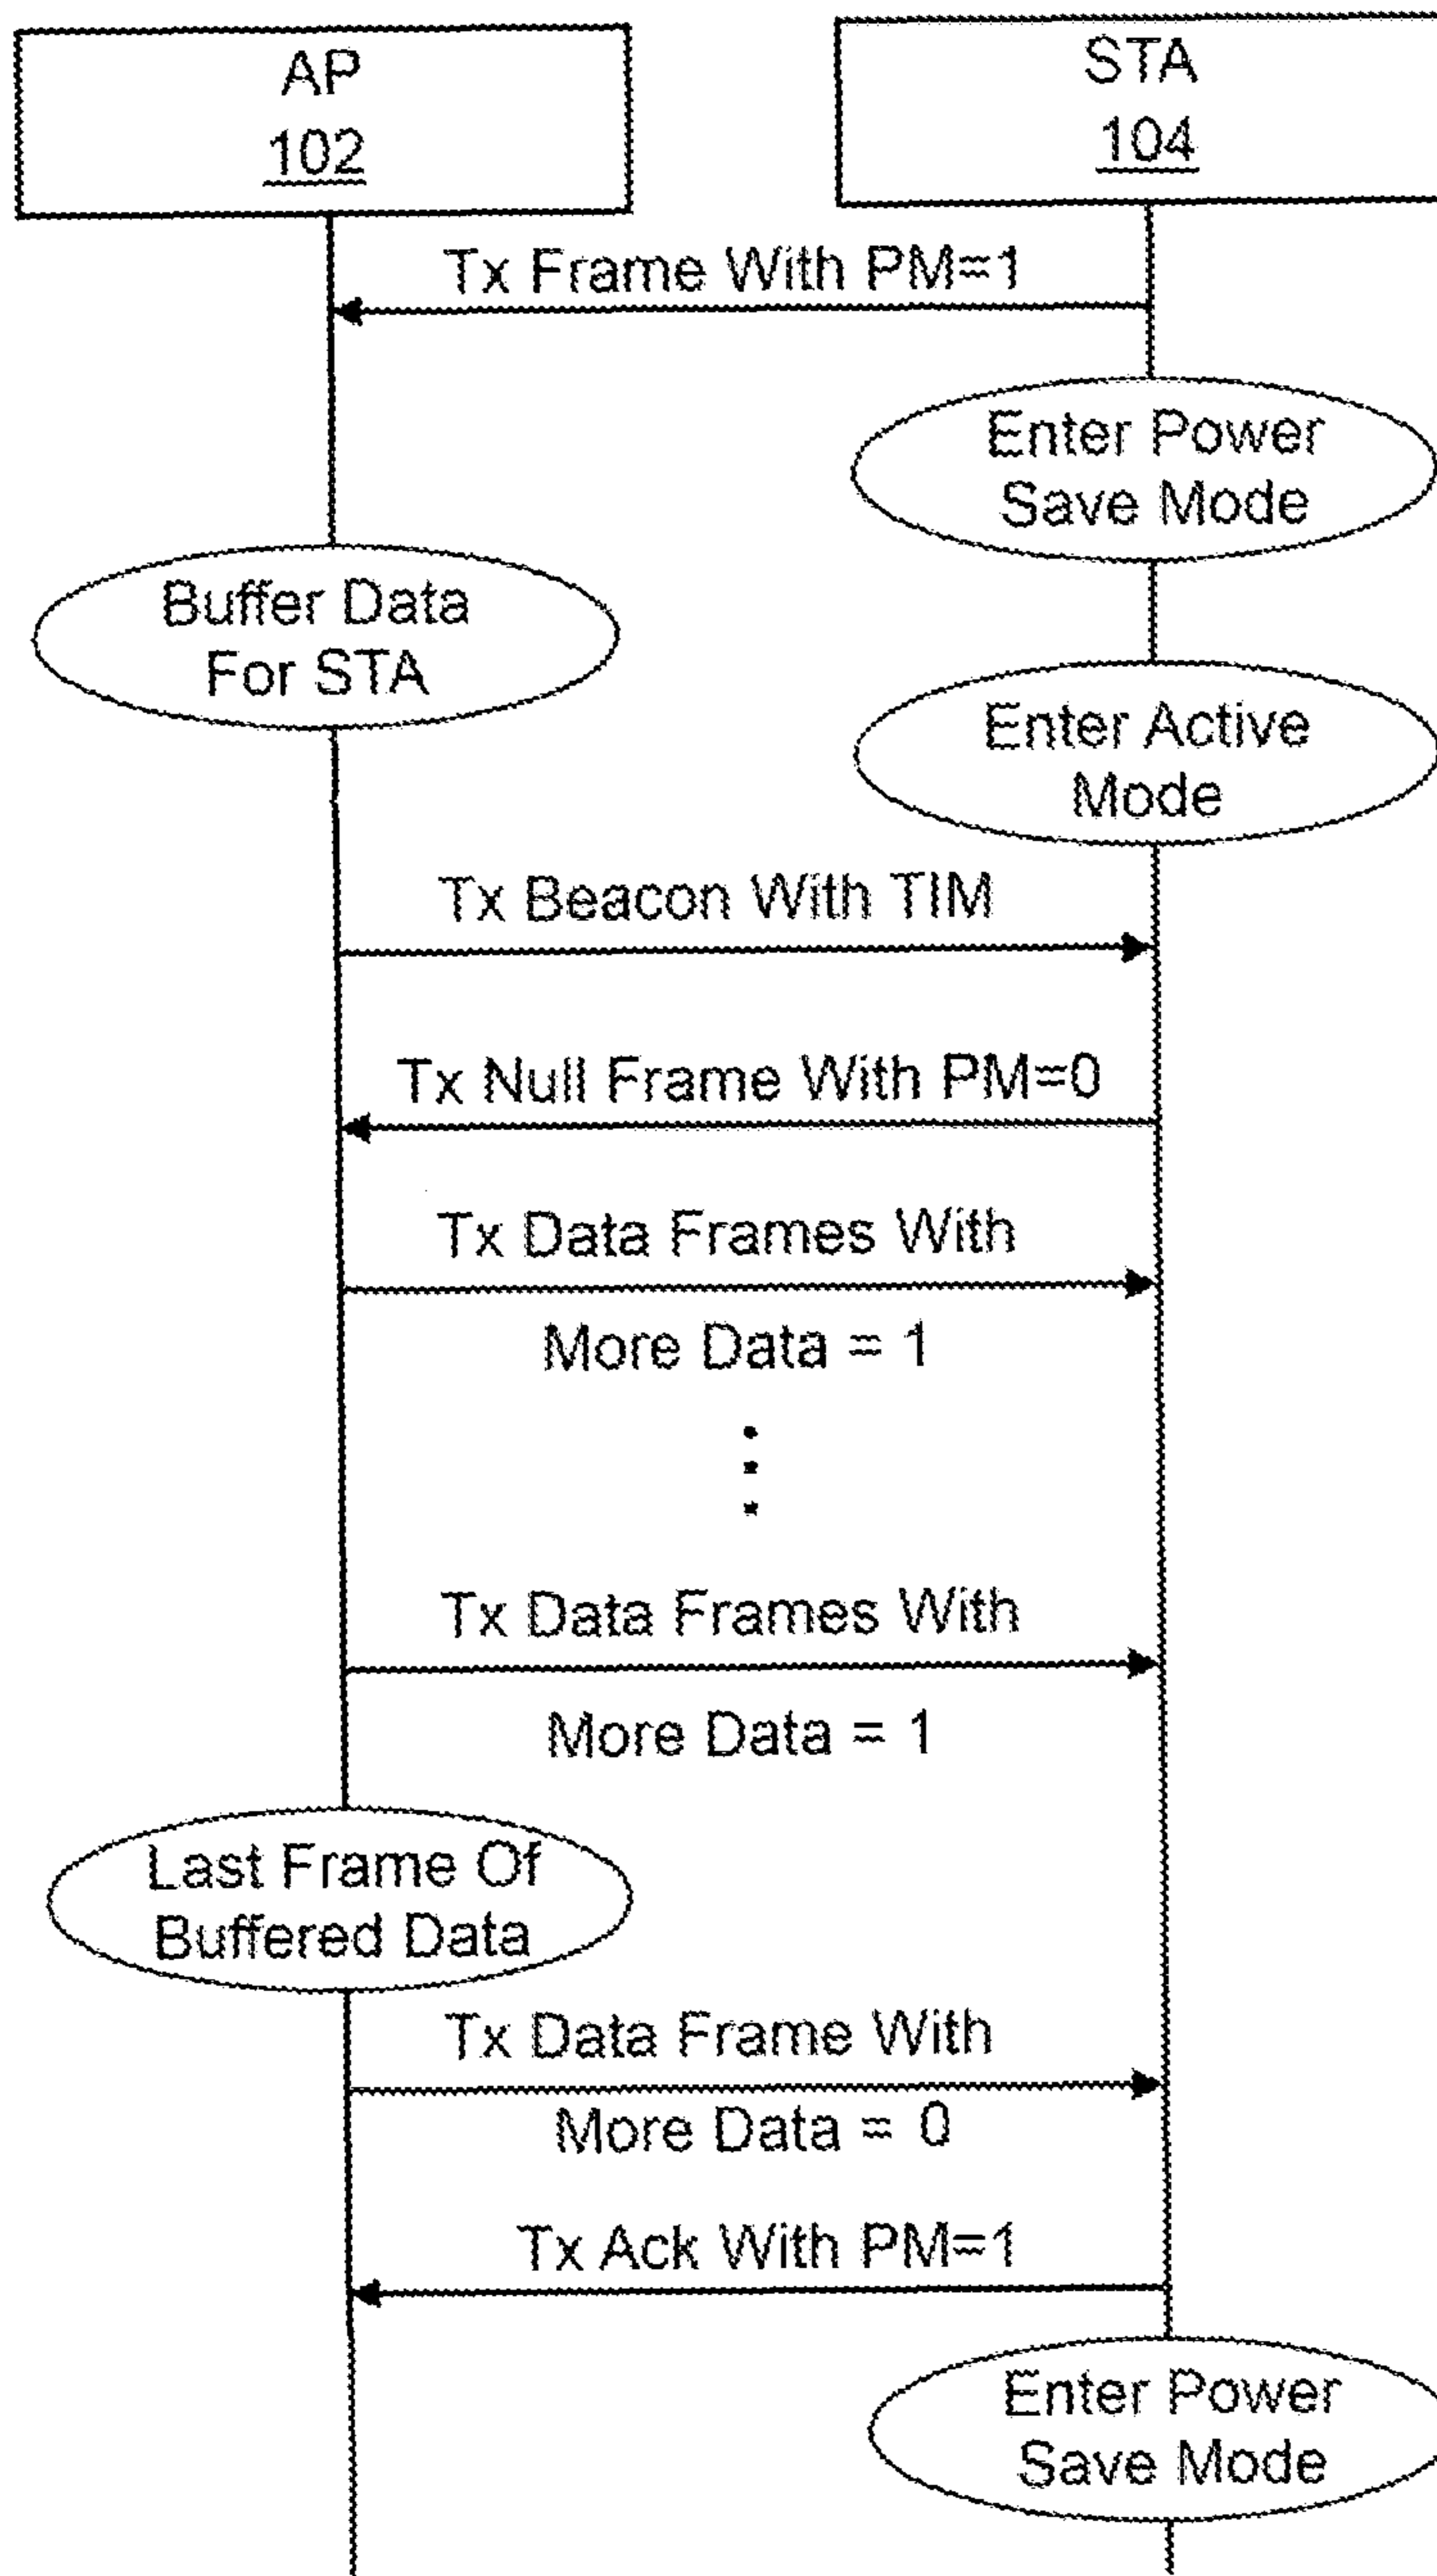 AP
102
STA
104
Tx Frame With PM=1
Enter Power
Save Mode
Buffer Data
For STA
Enter Active
Mode
Tx Beacon With TIM
Tx Null Frame With PM=0
Tx Data Frames With
More Data = 1
Tx Data Frames With
More Data = 1
Last Frame Of
Buffered Data
Tx Data Frame With
More Data = 0
Tx Ack With PM=1
Enter Power
Save Mode